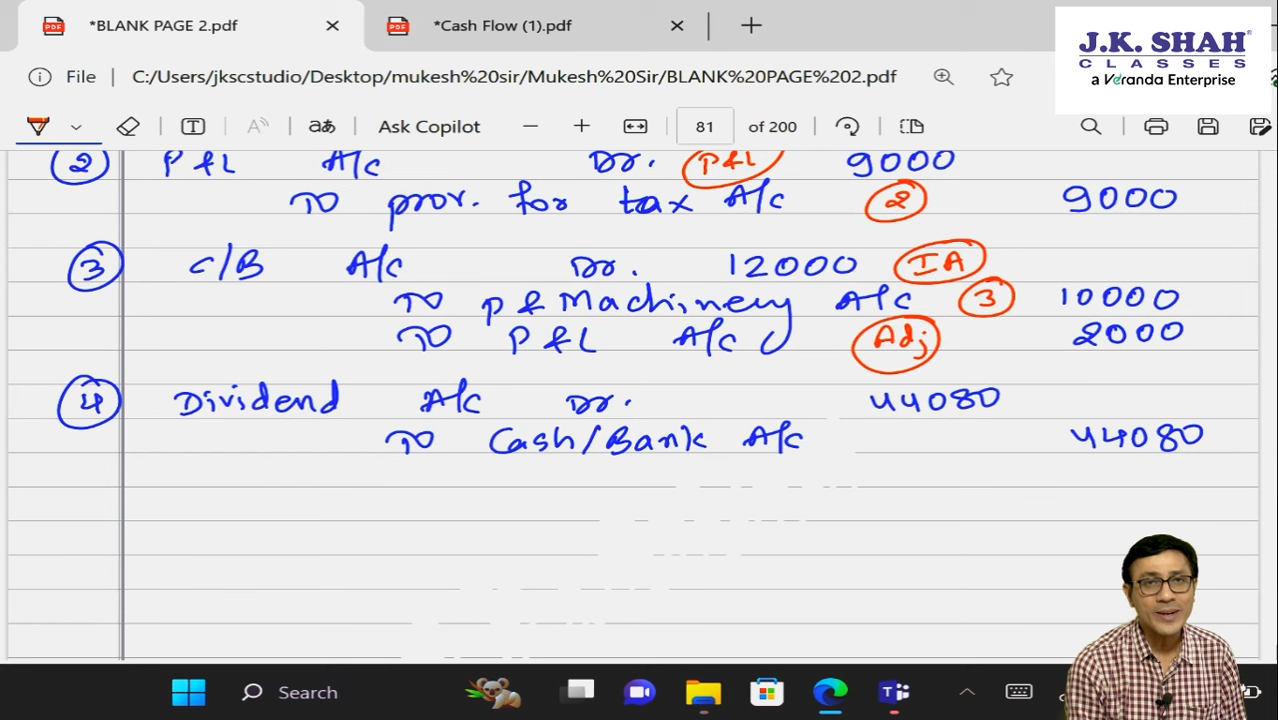 *BLANK PAGE 2.pdf
*Cash Flow (1).pdf
J.K. SHAH®
CLASSES
a Veranda Enterprise
File C:/Users/jkscstudio/Desktop/mukesh%20sir/Mukesh%20Sir/BLANK%20PAGE%202.pdf
aあ Ask Copilot 81 of 200
2 P&L A/c Dr. P&L 9000
TO prov. for tax A/c 2 9000
3 C/B A/c Dr. 12000 IA
TO P & Machinery A/c 3 10000
TO P&L A/c Adj 2000
4 Dividend A/c Dr. 44080
TO Cash/Bank A/c 44080
Search